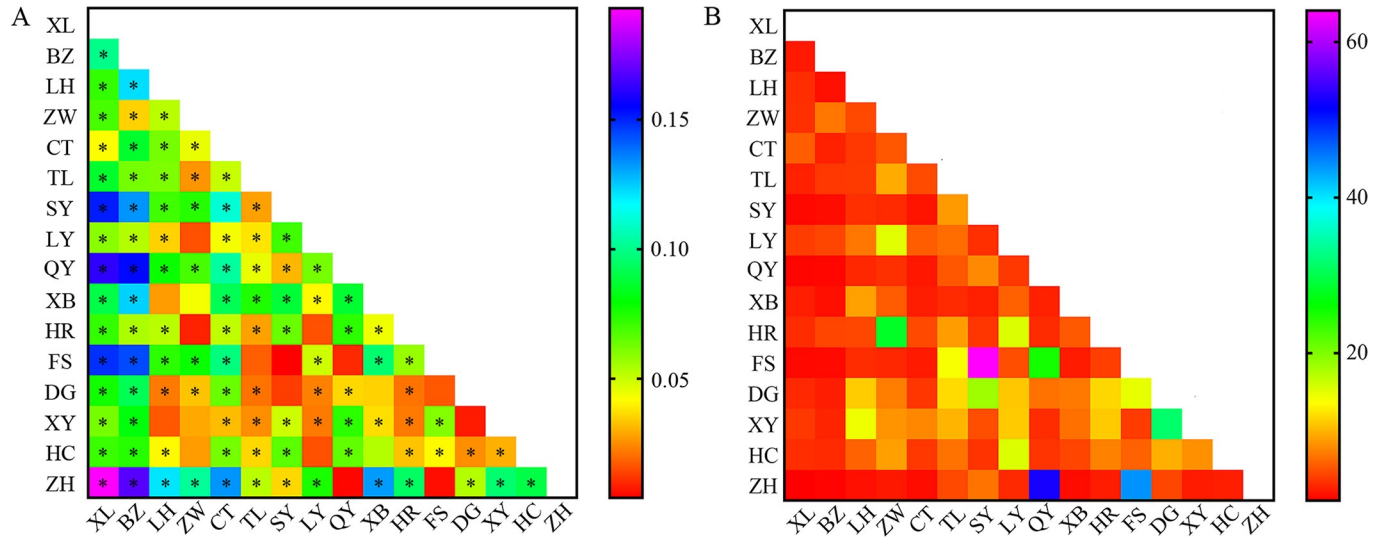 A
XL
BZ
LH
ZW
CT
TL
SY
LY
QY
XB
HR
FS
DG
XY
HC
ZH
XL BZ LH ZW CT TL SY LY QY XB HR FS DG XY HC ZH
0.15
0.10
0.05
B
XL
BZ
LH
ZW
CT
TL
SY
LY
QY
XB
HR
FS
DG
XY
HC
ZH
XL BZ LH ZW CT TL SY LY QY XB HR FS DG XY HC ZH
60
40
20